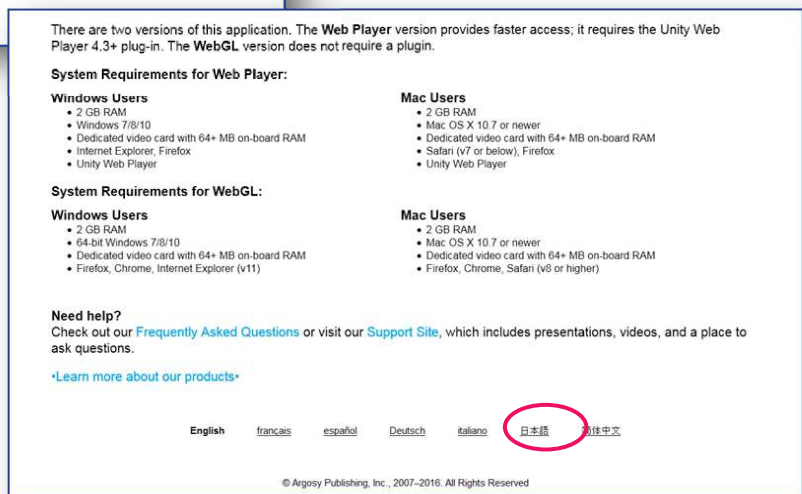 There are two versions of this application. The Web Player version provides faster access; it requires the Unity Web
Player 4.3+ plug-in. The WebGL version does not require a plugin.
System Requirements for Web Player:
Windows Users
• 2 GB RAM
• Windows 7/8/10
• Dedicated video card with 64+ MB on-board RAM
• Internet Explorer, Firefox
• Unity Web Player
Mac Users
• 2 GB RAM
• Mac OS X 10.7 or newer
• Dedicated video card with 64+ MB on-board RAM
• Safari (v7 or below), Firefox
• Unity Web Player
System Requirements for WebGL:
Windows Users
• 2 GB RAM
• 64-bit Windows 7/8/10
• Dedicated video card with 64+ MB on-board RAM
• Firefox, Chrome, Internet Explorer (v11)
Mac Users
• 2 GB RAM
• Mac OS X 10.7 or newer
• Dedicated video card with 64+ MB on-board RAM
• Firefox, Chrome, Safari (v8 or higher)
Need help?
Check out our Frequently Asked Questions or visit our Support Site, which includes presentations, videos, and a place to
ask questions.
•Learn more about our products•
English français español Deutsch italiano 日本語 简体中文
© Argosy Publishing, Inc., 2007–2016. All Rights Reserved